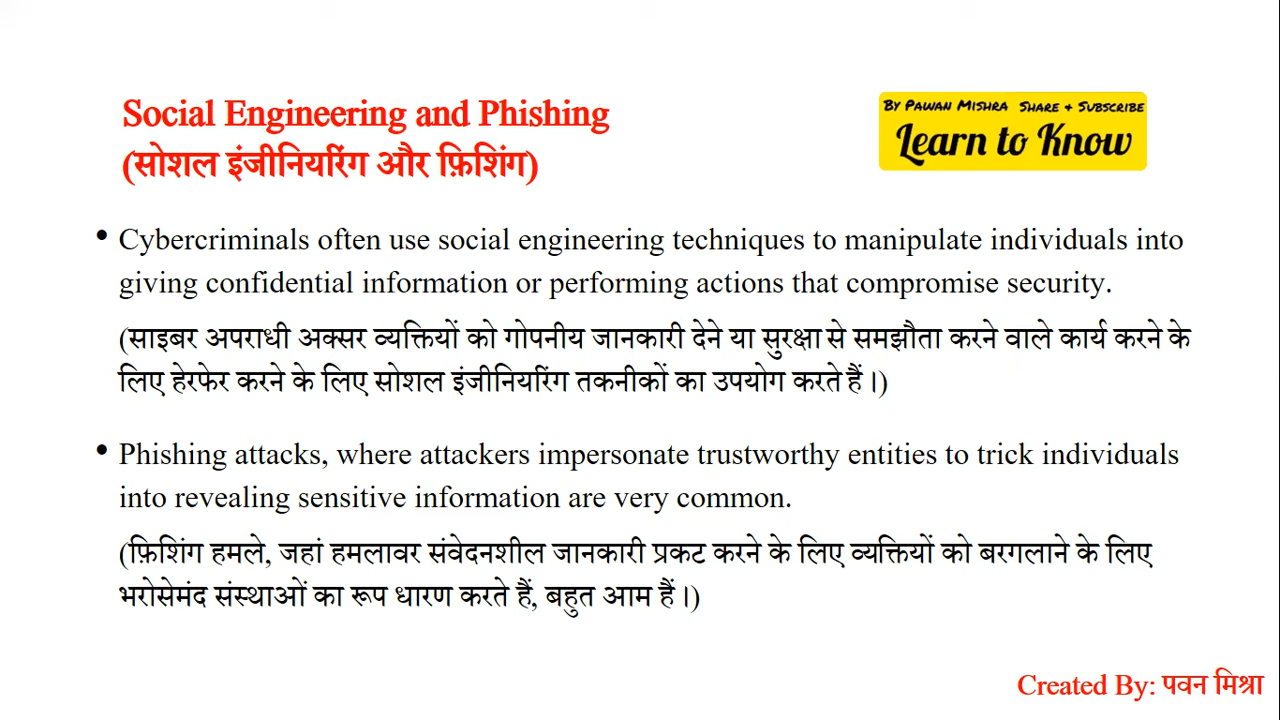 Social Engineering and Phishing
(सोशल इंजीनियरिंग और फ़िशिंग)
By Pawan Mishra Share & Subscribe
Learn to Know
• Cybercriminals often use social engineering techniques to manipulate individuals into
giving confidential information or performing actions that compromise security.
(साइबर अपराधी अक्सर व्यक्तियों को गोपनीय जानकारी देने या सुरक्षा से समझौता करने वाले कार्य करने के
लिए हेरफेर करने के लिए सोशल इंजीनियरिंग तकनीकों का उपयोग करते हैं।)
• Phishing attacks, where attackers impersonate trustworthy entities to trick individuals
into revealing sensitive information are very common.
(फ़िशिंग हमले, जहां हमलावर संवेदनशील जानकारी प्रकट करने के लिए व्यक्तियों को बरगलाने के लिए
भरोसेमंद संस्थाओं का रूप धारण करते हैं, बहुत आम हैं।)
Created By: पवन मिश्रा